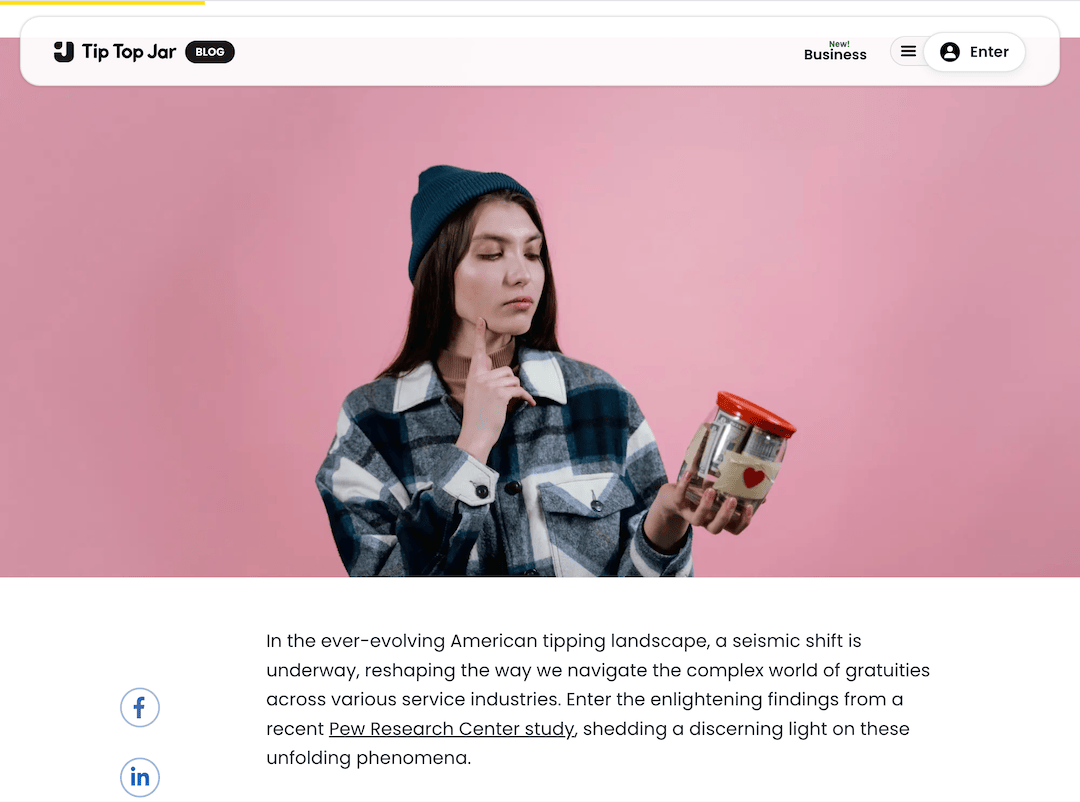 Tip Top Jar BLOG
New!
Business
Enter
In the ever-evolving American tipping landscape, a seismic shift is
underway, reshaping the way we navigate the complex world of gratuities
across various service industries. Enter the enlightening findings from a
recent Pew Research Center study, shedding a discerning light on these
unfolding phenomena.
f
in